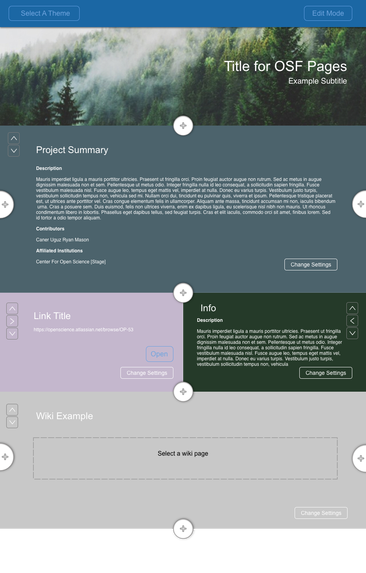 Select A Theme
Edit Mode
Title for OSF Pages
Example Subtitle
Project Summary
Description
Mauris imperdiet ligula a mauris porttitor ultricies. Praesent ut fringilla orci. Proin feugiat auctor augue non rutrum. Sed ac metus in augue
dignissim malesuada non et sem. Pellentesque ut metus odio. Integer fringilla nulla id leo consequat, a sollicitudin sapien fringilla. Fusce
vestibulum malesuada nisl. Fusce augue leo, tempus eget mattis vel, imperdiet at nulla. Donec eu varius turpis. Vestibulum justo turpis,
vestibulum sollicitudin tempus non, vehicula sed mi. Nullam orci dui, tincidunt eu pulvinar quis, viverra et ipsum. Pellentesque tristique placerat
est, ut ultrices ante porttitor vel. Cras congue elementum felis in ullamcorper. Aliquam ante massa, tincidunt accumsan mi non, iaculis bibendum
urna. Cras a posuere sem. Duis euismod, felis non ultrices viverra, enim ex dapibus ligula, eu scelerisque nisl nibh non mauris. Ut rhoncus
condimentum libero in lobortis. Phasellus eget dapibus tellus, sed feugiat turpis. Cras et elit iaculis, commodo orci sit amet, finibus lorem. Sed
id tortor a odio tempor aliquam.
Contributors
Caner Uguz Ryan Mason
Affiliated Institutions
Center For Open Science [Stage]
Change Settings
Link Title
Open
Change Settings
Info
Description
Mauris imperdiet ligula a mauris porttitor ultricies. Praesent ut fringilla
orci. Proin feugiat auctor augue non rutrum. Sed ac metus in augue
dignissim malesuada non et sem. Pellentesque ut metus odio. Integer
fringilla nulla id leo consequat, a sollicitudin sapien fringilla. Fusce
vestibulum malesuada nisl. Fusce augue leo, tempus eget mattis vel,
imperdiet at nulla. Donec eu varius turpis. Vestibulum justo turpis,
vestibulum sollicitudin tempus non, vehicula
Change Settings
Wiki Example
Select a wiki page
Change Settings